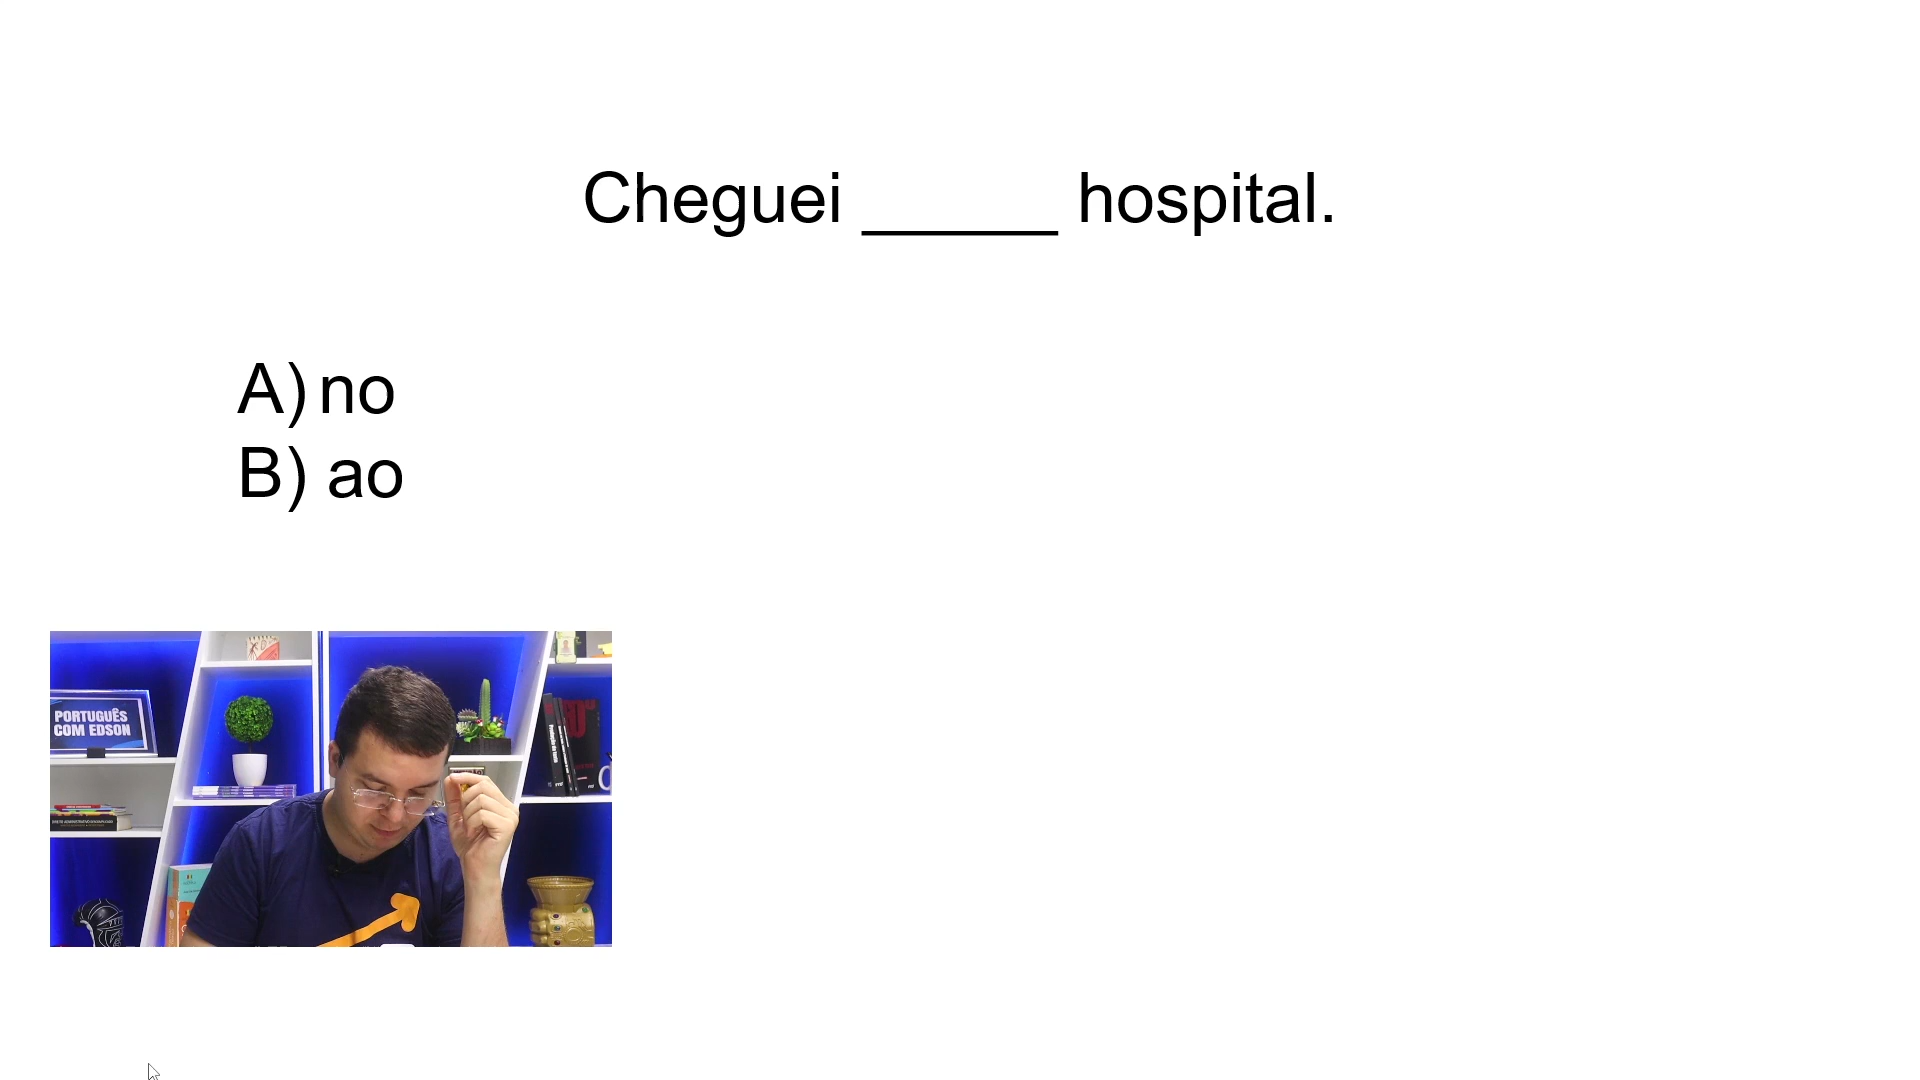 Cheguei ______ hospital.
A) no
B) ao
PORTUGUÊS
COM EDSON